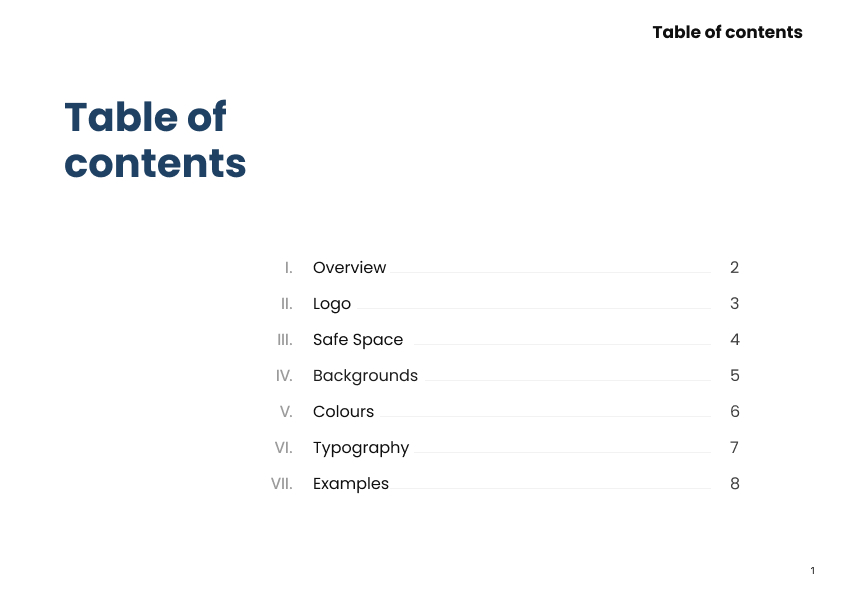 Table of contents
Table of
contents
I. Overview 2
II. Logo 3
III. Safe Space 4
IV. Backgrounds 5
V. Colours 6
VI. Typography 7
VII. Examples 8
1